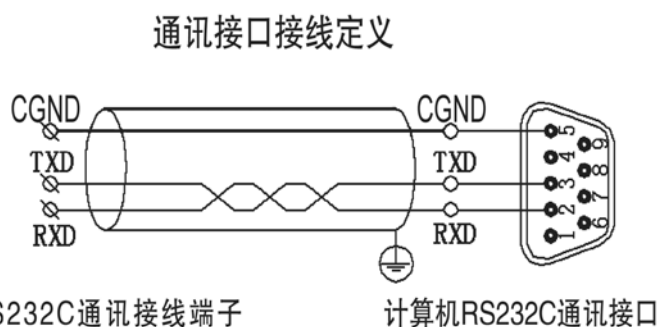 通讯接口接线定义
CGND CGND
TXD TXD
RXD RXD
5 9
4 8
3 7
2 6
1
S232C通讯接线端子 计算机RS232C通讯接口